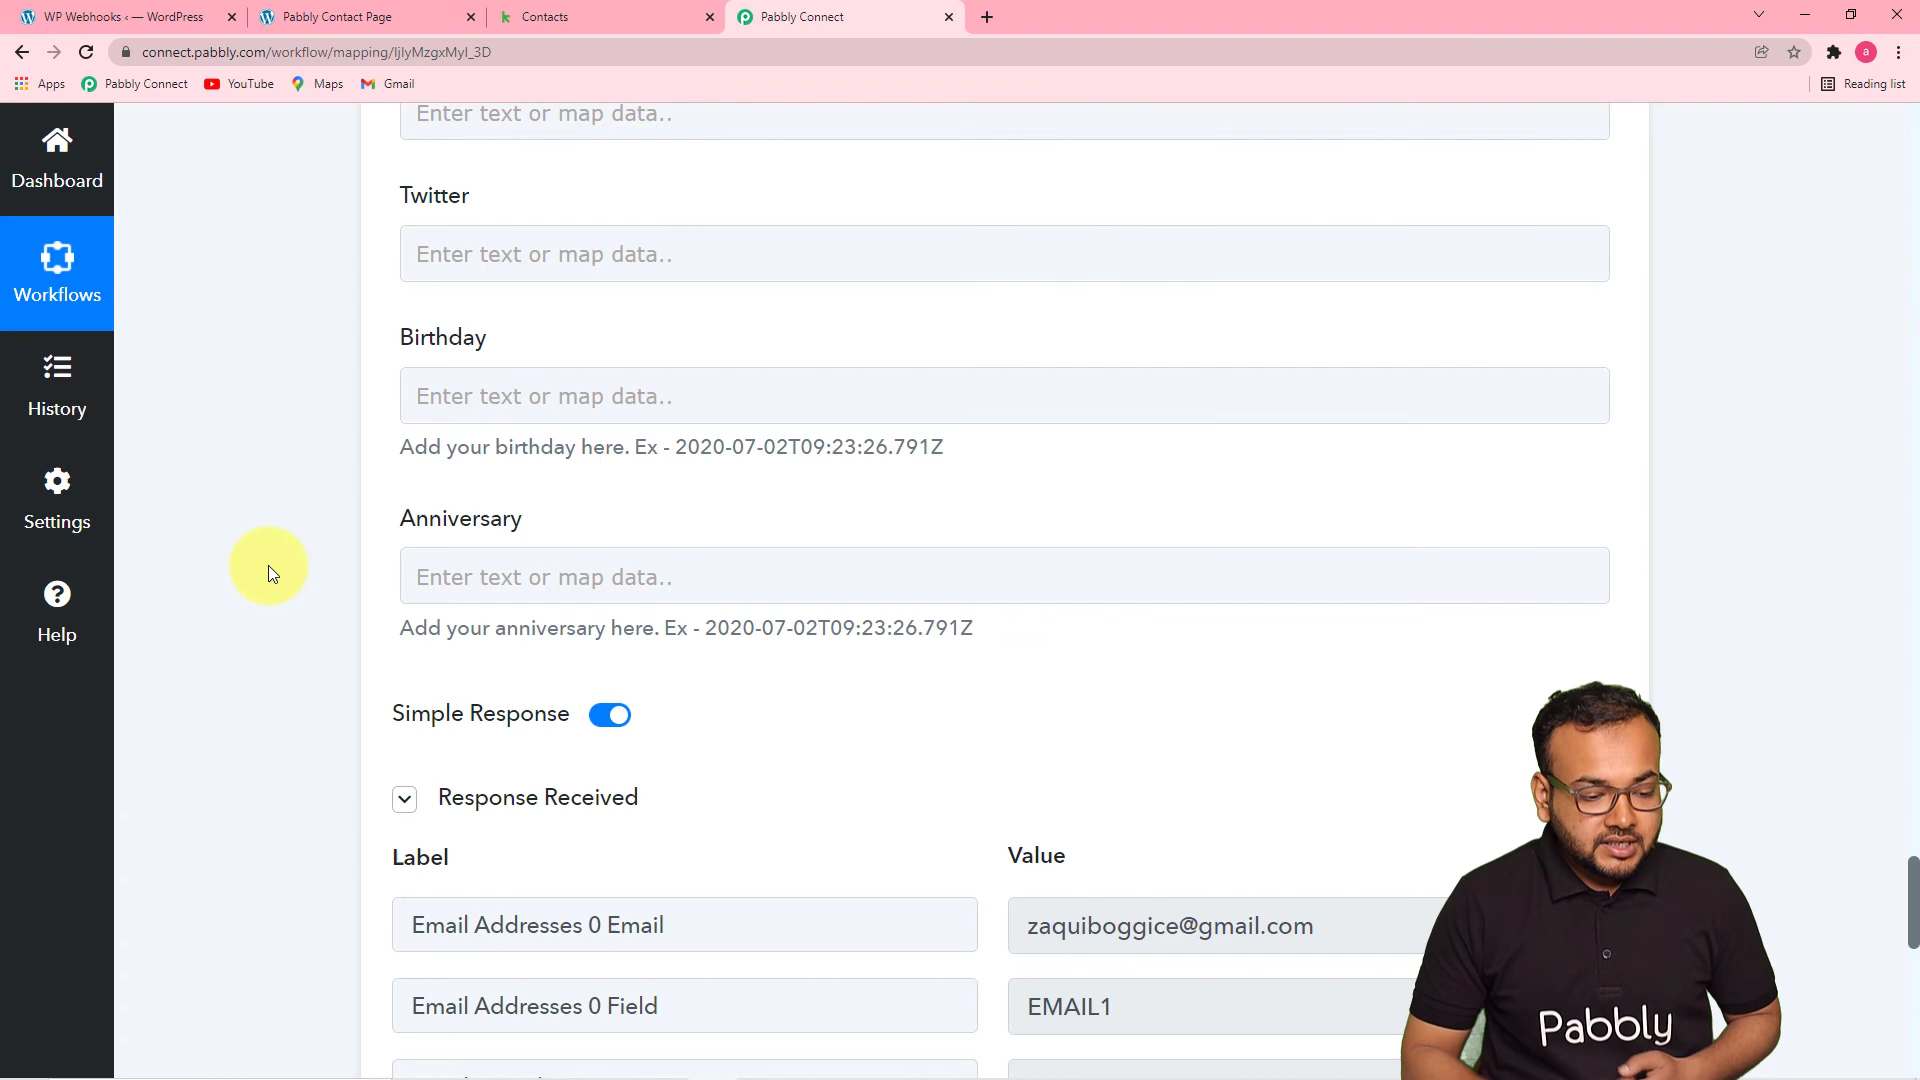 WP Webhooks ‹ — WordPress
Pabbly Contact Page
Contacts
Pabbly Connect
connect.pabbly.com/workflow/mapping/IjIyMzgxMyI_3D
a
Apps
Pabbly Connect
YouTube
Maps
Gmail
Reading list
Dashboard
Workflows
History
Settings
Help
Enter text or map data..
Twitter
Enter text or map data..
Birthday
Enter text or map data..
Add your birthday here. Ex - 2020-07-02T09:23:26.791Z
Anniversary
Enter text or map data..
Add your anniversary here. Ex - 2020-07-02T09:23:26.791Z
Simple Response
Response Received
Label
Value
Email Addresses 0 Email
zaquiboggice@gmail.com
Email Addresses 0 Field
EMAIL1
Pabbly